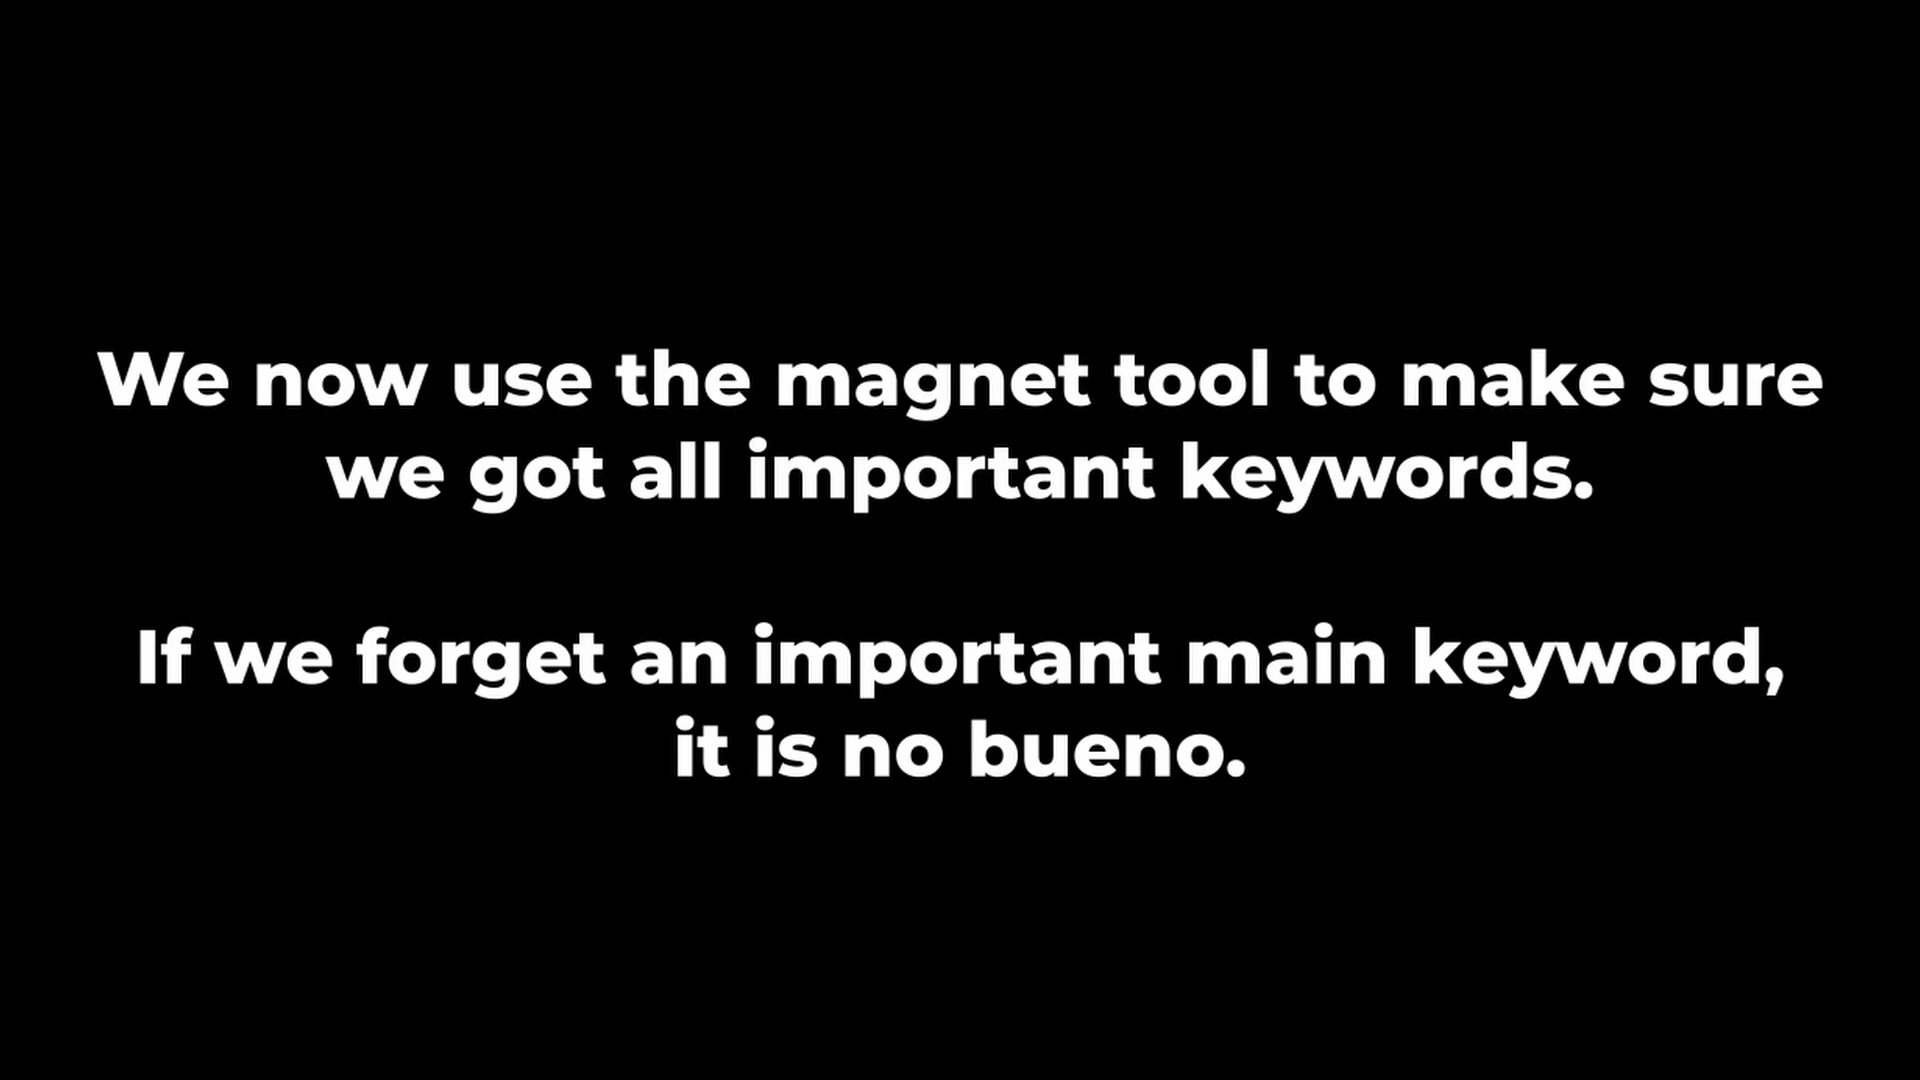 We now use the magnet tool to make sure
we got all important keywords.
If we forget an important main keyword,
it is no bueno.